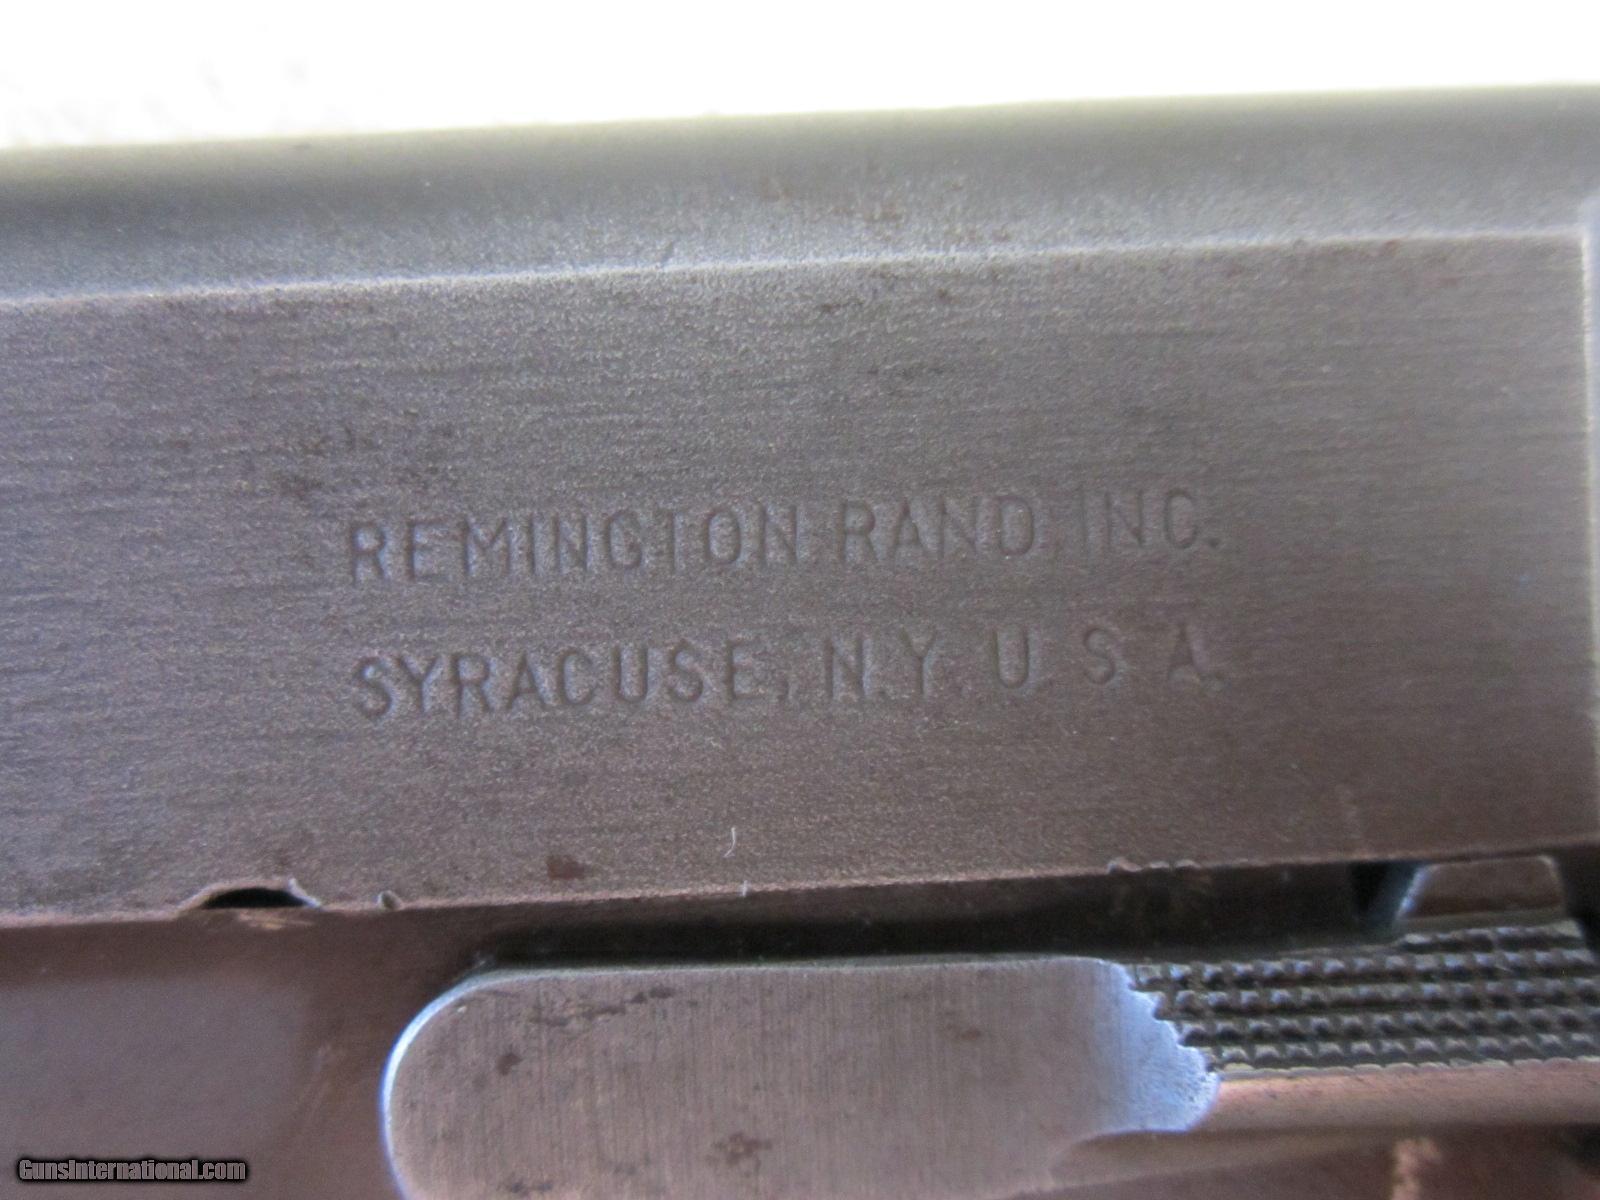 REMINGTON RAND INC.
SYRACUSE, N.Y. U.S.A.
GunsInternational.com